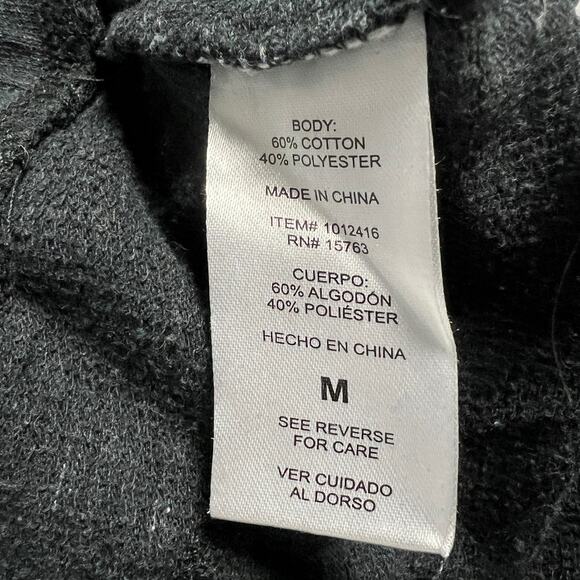 BODY:
60% COTTON
40% POLYESTER
MADE IN CHINA
ITEM# 1012416
RN# 15763
CUERPO:
60% ALGODÓN
40% POLIÉSTER
HECHO EN CHINA
M
SEE REVERSE
FOR CARE
VER CUIDADO
AL DORSO